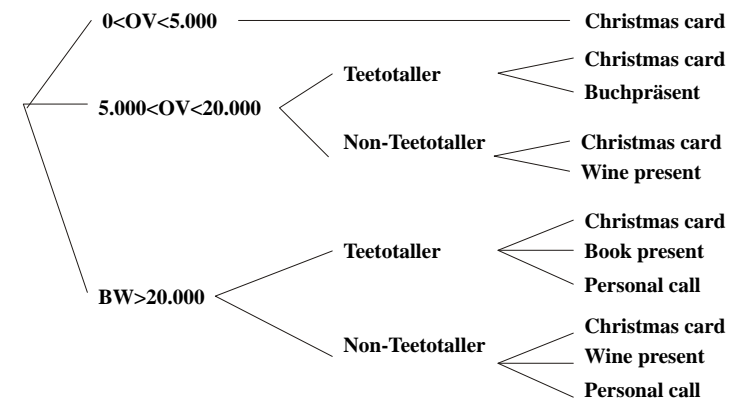 0<OV<5.000
Christmas card
5.000<OV<20.000
Teetotaller
Christmas card
Buchpräsent
Non-Teetotaller
Christmas card
Wine present
BW>20.000
Teetotaller
Christmas card
Book present
Personal call
Non-Teetotaller
Christmas card
Wine present
Personal call